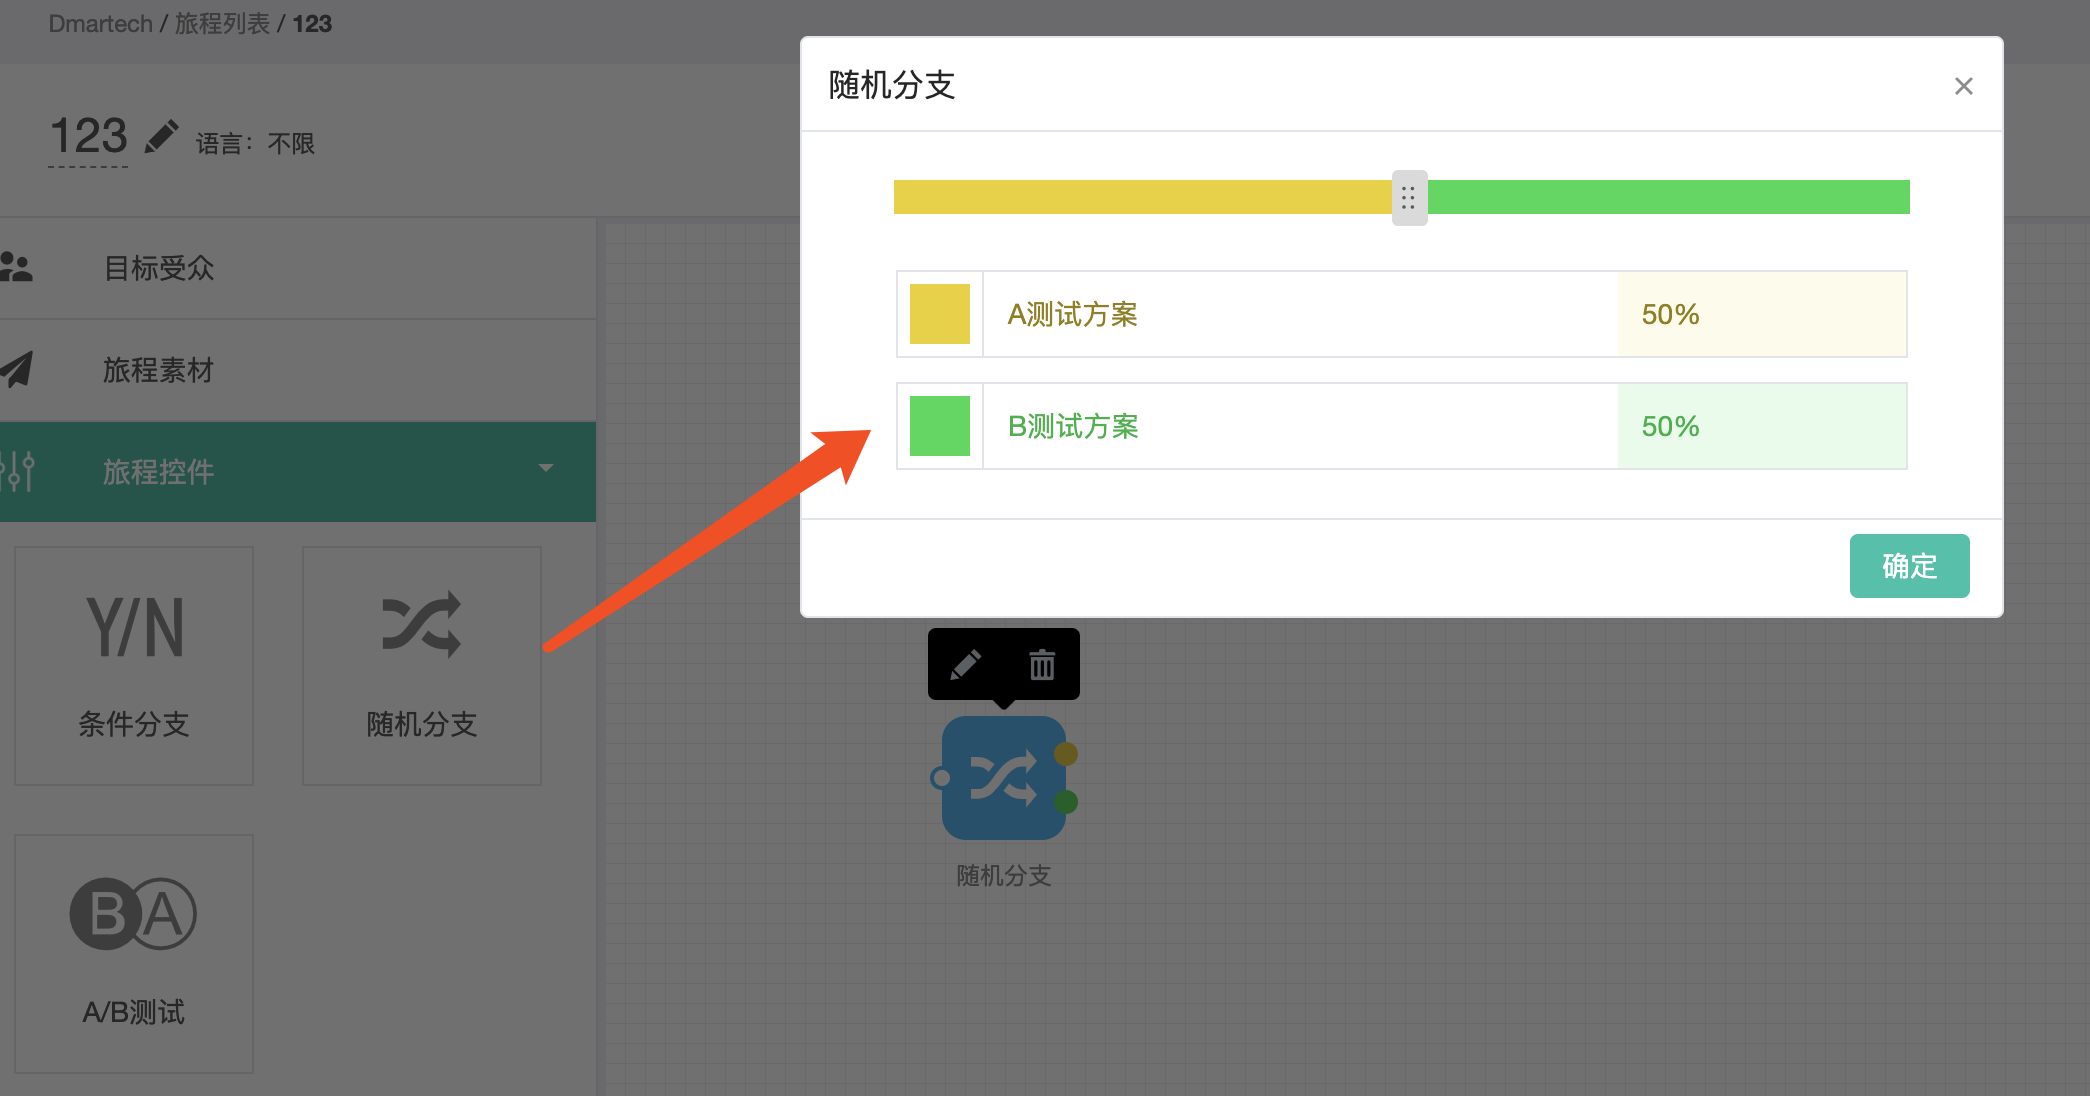 Dmartech / 旅程列表 / 123
123 语言：不限
目标受众
旅程素材
旅程控件
Y/N
条件分支
随机分支
BA
A/B测试
随机分支
A测试方案 50%
B测试方案 50%
确定
随机分支